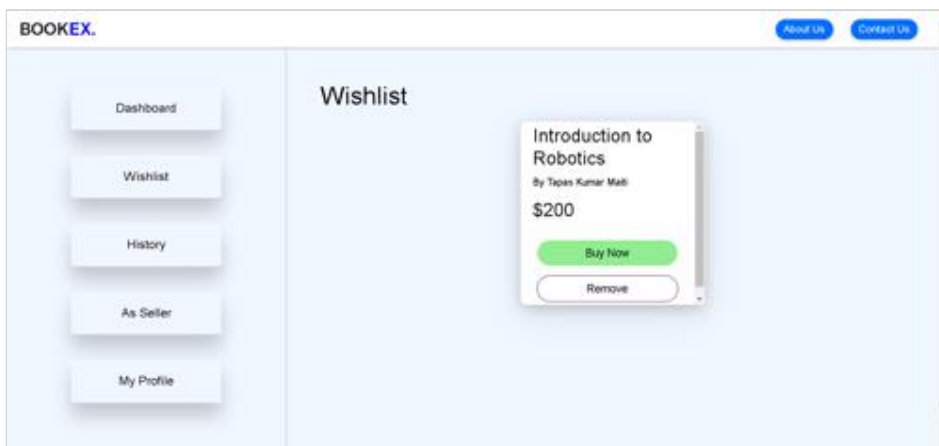 BOOKEX.
About Us
Contact Us
Dashboard
Wishlist
History
As Seller
My Profile
Wishlist
Introduction to
Robotics
By Tapas Kumar Maiti
$200
Buy Now
Remove